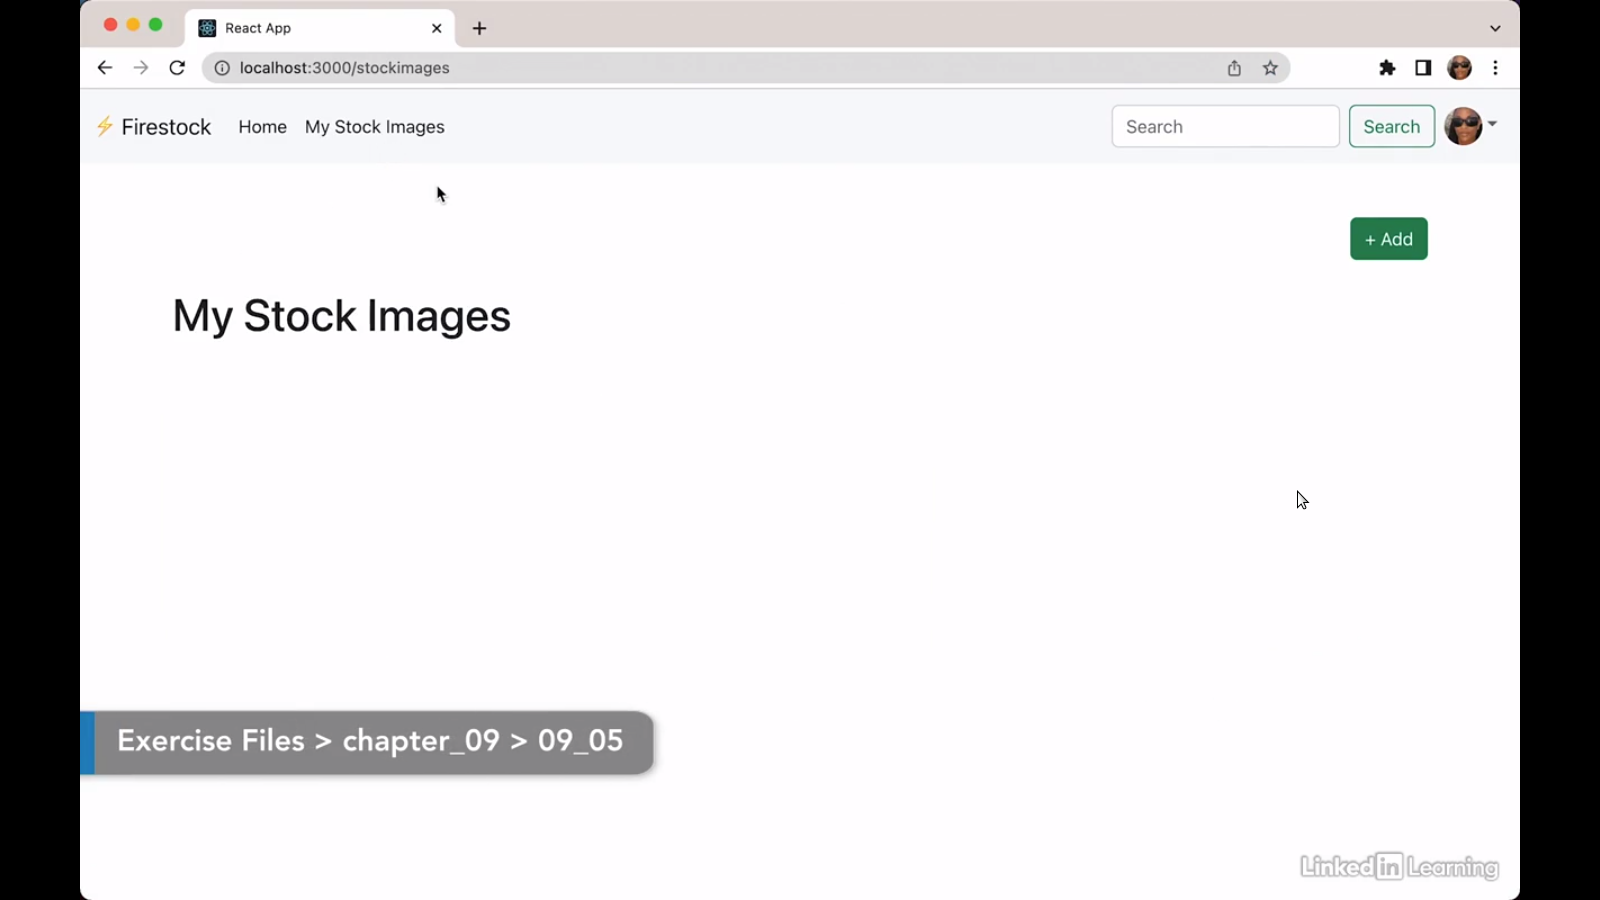 React App
localhost:3000/stockimages
⚡ Firestock Home My Stock Images Search Search
+ Add
My Stock Images
Exercise Files > chapter_09 > 09_05
Linked in Learning